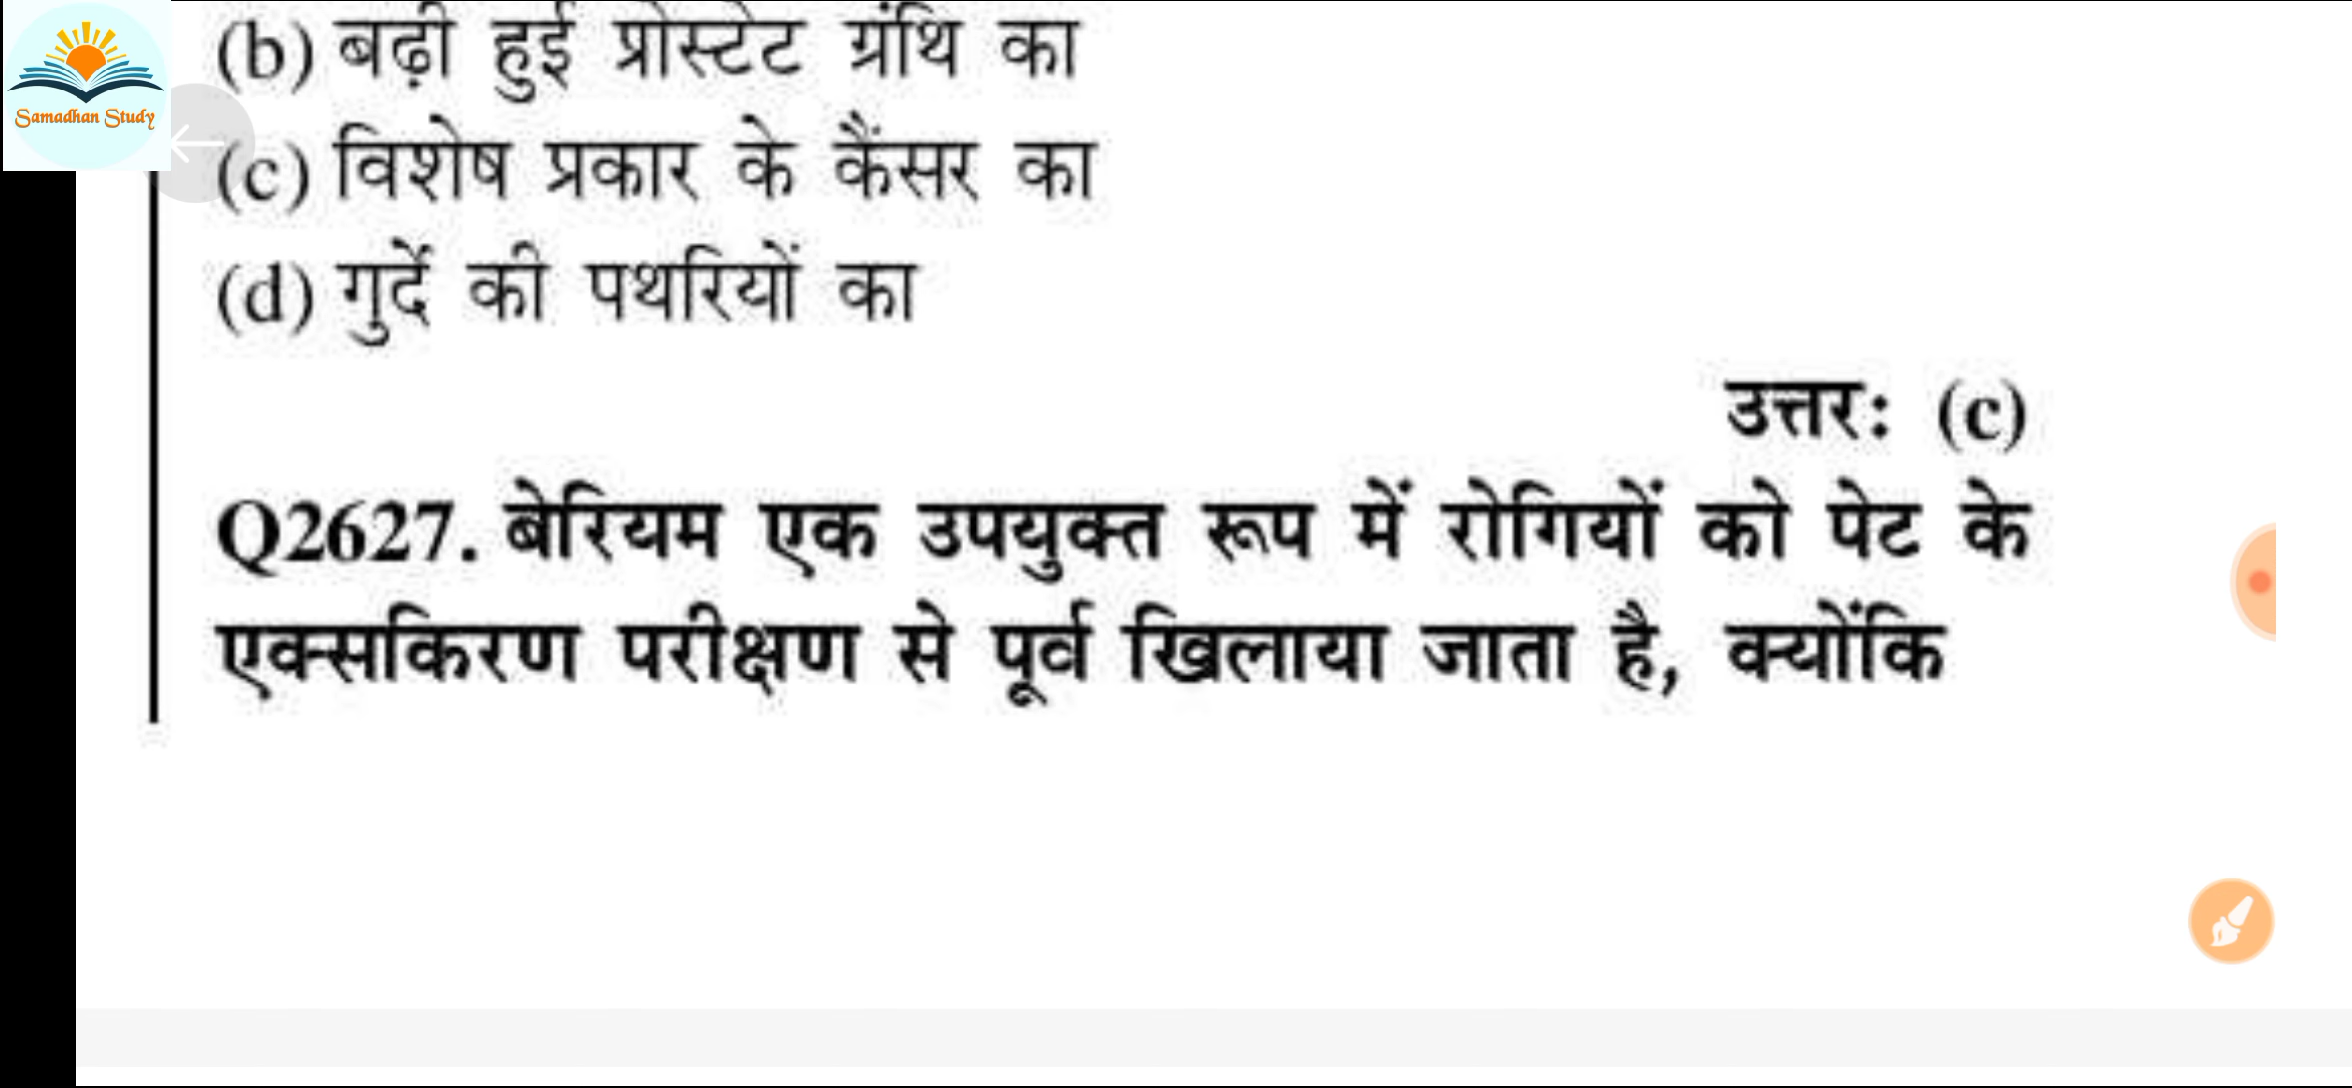 Samadhan Study
(b) बढ़ी हुई प्रोस्टेट ग्रंथि का
(c) विशेष प्रकार के कैंसर का
(d) गुर्दे की पथरियों का
उत्तरः (c)
Q2627. बेरियम एक उपयुक्त रूप में रोगियों को पेट के
एक्सकिरण परीक्षण से पूर्व खिलाया जाता है, क्योंकि